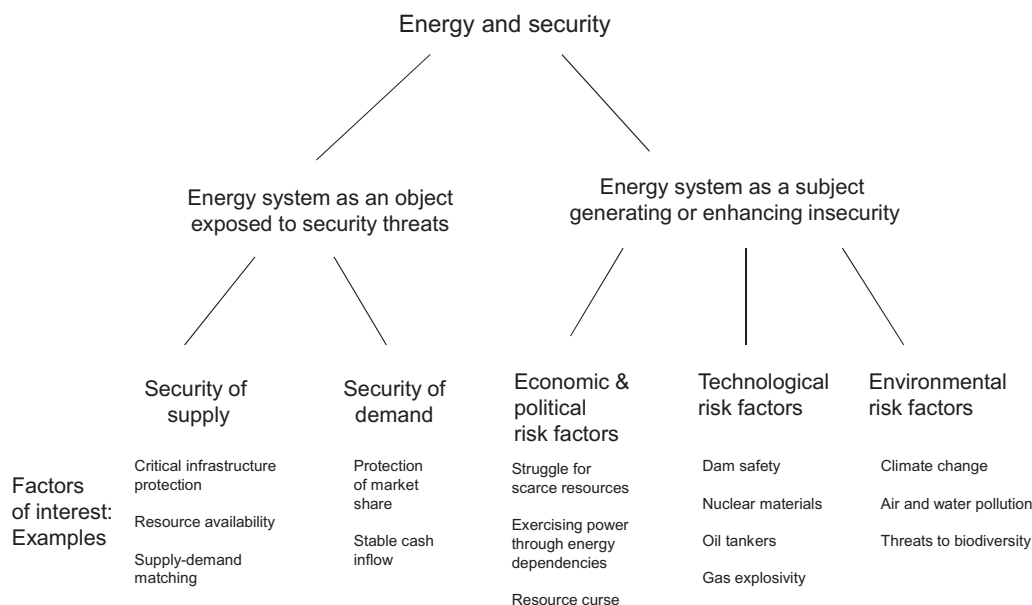 Energy and security
Energy system as an object
exposed to security threats
Energy system as a subject
generating or enhancing insecurity
Security of
supply
Security of
demand
Economic &
political
risk factors
Technological
risk factors
Environmental
risk factors
Factors
of interest:
Examples
Critical infrastructure
protection
Resource availability
Supply-demand
matching
Protection
of market
share
Stable cash
inflow
Struggle for
scarce resources
Exercising power
through energy
dependencies
Resource curse
Dam safety
Nuclear materials
Oil tankers
Gas explosivity
Climate change
Air and water pollution
Threats to biodiversity